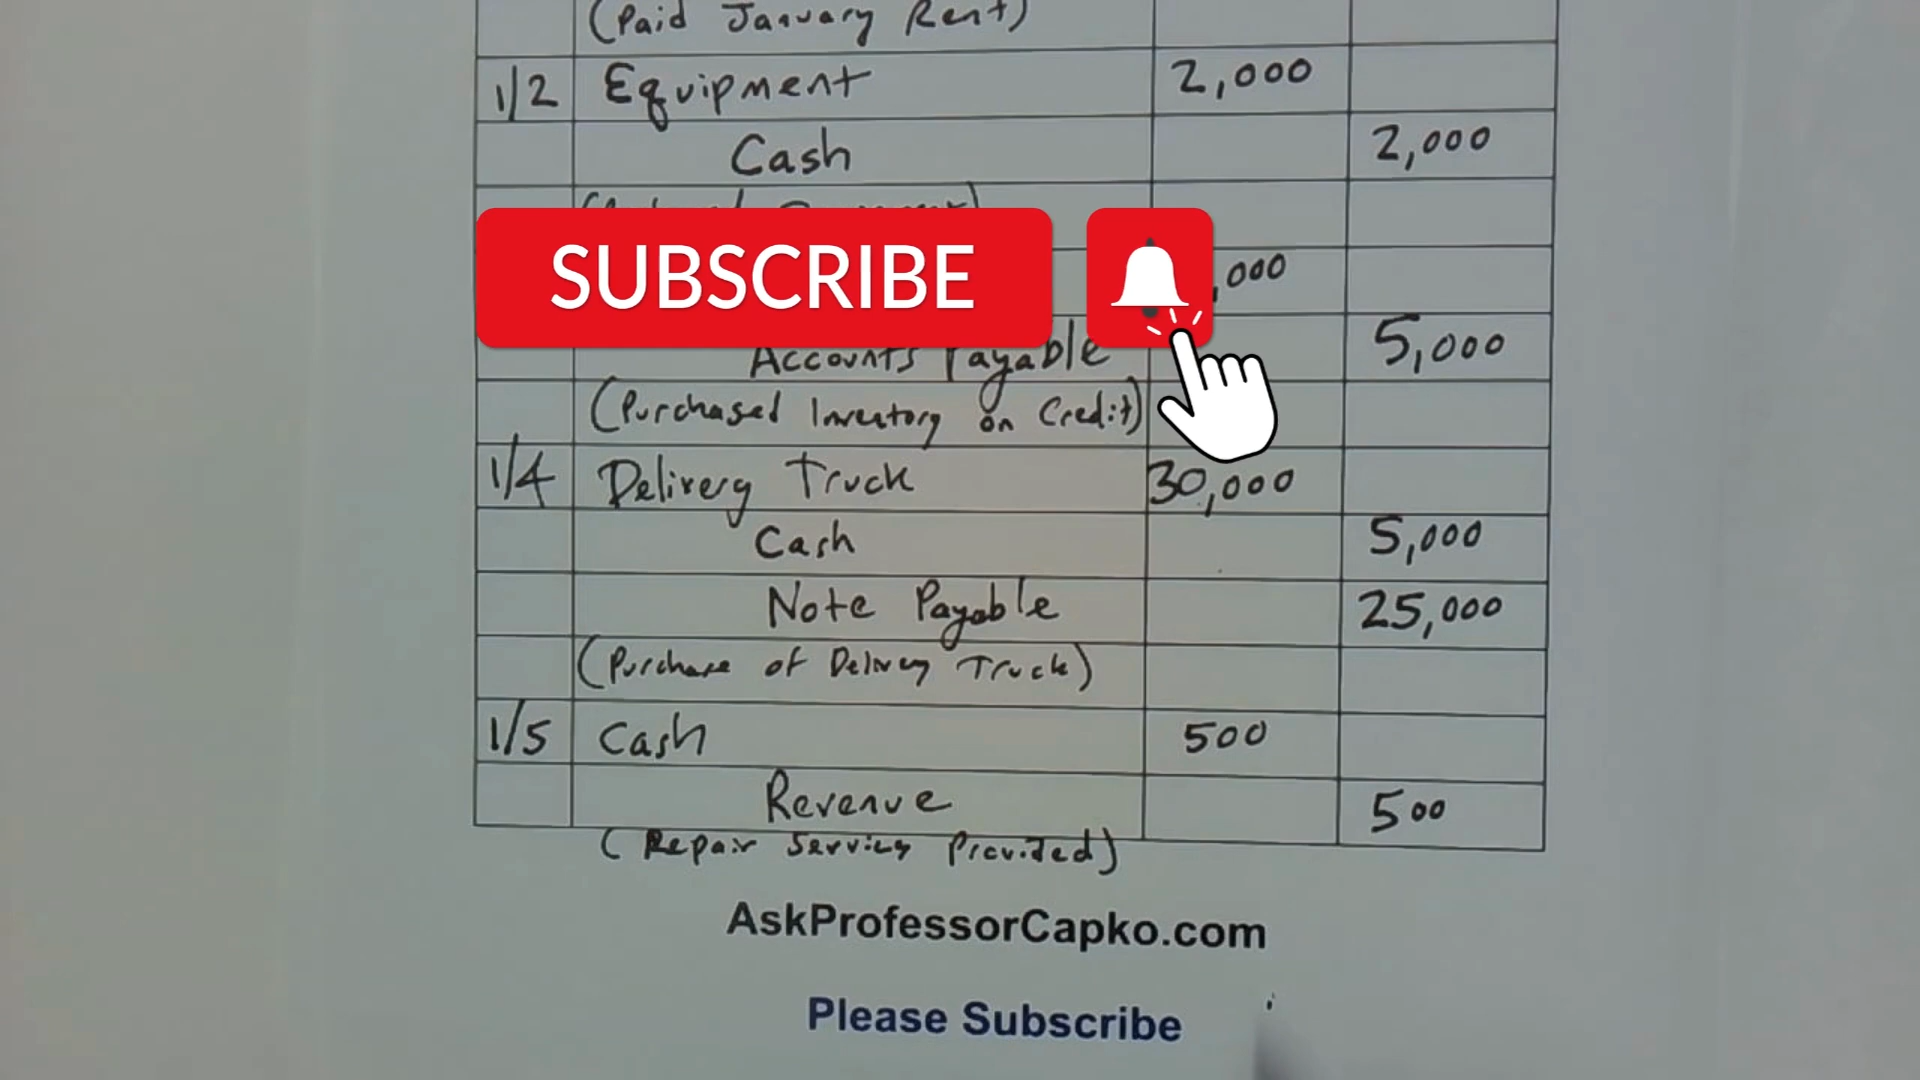 (Paid January Rent)
1/2 Equipment 2,000
Cash 2,000
SUBSCRIBE
,000
Accounts Payable 5,000
(Purchased Inventory on Credit)
1/4 Delivery Truck 30,000
Cash 5,000
Note Payable 25,000
(Purchase of Delivery Truck)
1/5 Cash 500
Revenue 500
(Repair Services Provided)
AskProfessorCapko.com
Please Subscribe